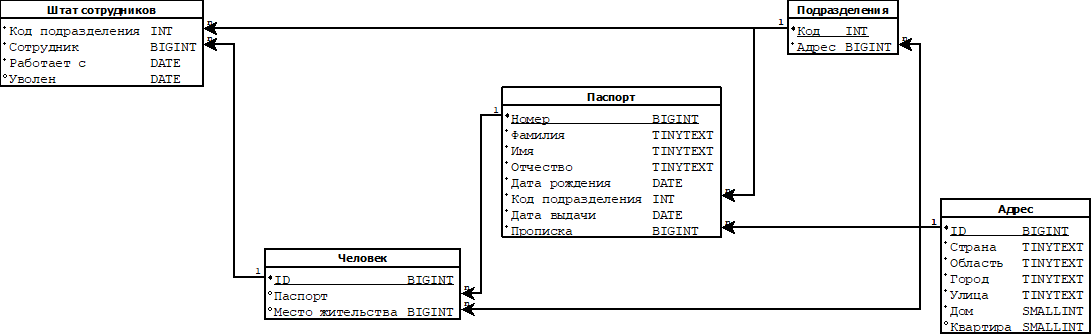 Штат сотрудников
Код подразделения INT
Сотрудник BIGINT
Работает с DATE
Уволен DATE
n
n
1
Подразделения
Код INT
Адрес BIGINT
n
Паспорт
1
Номер BIGINT
Фамилия TINYTEXT
Имя TINYTEXT
Отчество TINYTEXT
Дата рождения DATE
Код подразделения INT
Дата выдачи DATE
Прописка BIGINT
n
n
1
Адрес
ID BIGINT
Страна TINYTEXT
Область TINYTEXT
Город TINYTEXT
Улица TINYTEXT
Дом SMALLINT
Квартира SMALLINT
Человек
1
ID BIGINT
Паспорт
Место жительства BIGINT
n
n